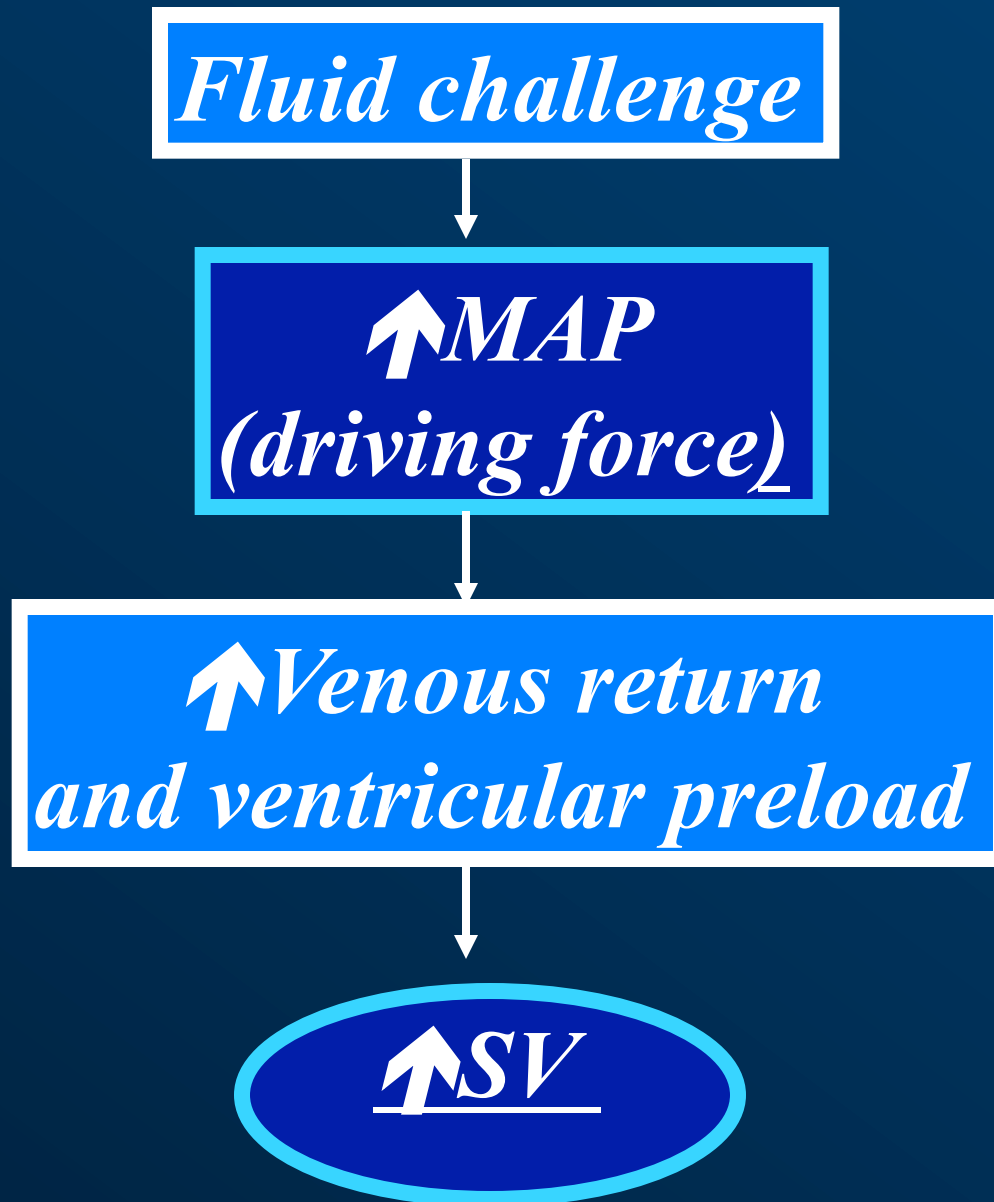 Fluid challenge
↑MAP
(driving force)
↑Venous return
and ventricular preload
↑SV